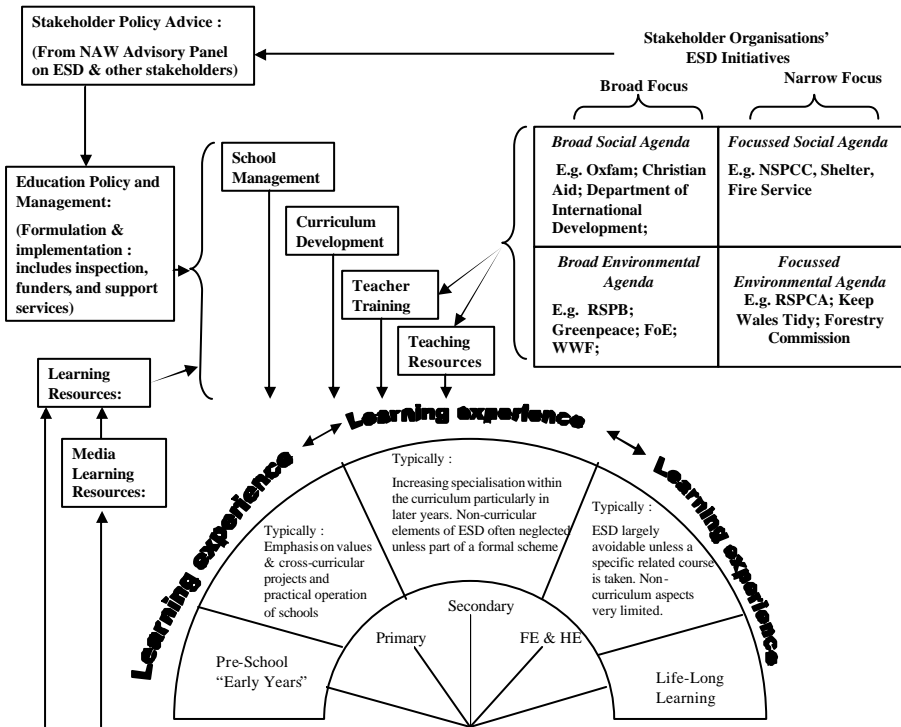 Stakeholder Policy Advice :
(From NAW Advisory Panel
on ESD & other stakeholders)
Stakeholder Organisations’
ESD Initiatives
Broad Focus
Narrow Focus
Broad Social Agenda
E.g. Oxfam; Christian
Aid; Department of
International
Development;
Focussed Social Agenda
E.g. NSPCC, Shelter,
Fire Service
Broad Environmental
Agenda
E.g. RSPB;
Greenpeace; FoE;
WWF;
Focussed
Environmental Agenda
E.g. RSPCA; Keep
Wales Tidy; Forestry
Commission
Education Policy and
Management:
(Formulation &
implementation :
includes inspection,
funders, and support
services)
School
Management
Curriculum
Development
Teacher
Training
Teaching
Resources
Learning
Resources:
Media
Learning
Resources:
Learning experience
Learning experience
Learning experience
Typically :
Emphasis on values
& cross-curricular
projects and
practical operation
of schools
Typically :
Increasing specialisation within
the curriculum particularly in
later years. Non-curricular
elements of ESD often neglected
unless part of a formal scheme
Typically :
ESD largely
avoidable unless a
specific related course
is taken. Non-
curriculum aspects
very limited.
Pre-School
“Early Years”
Primary
Secondary
FE & HE
Life-Long
Learning